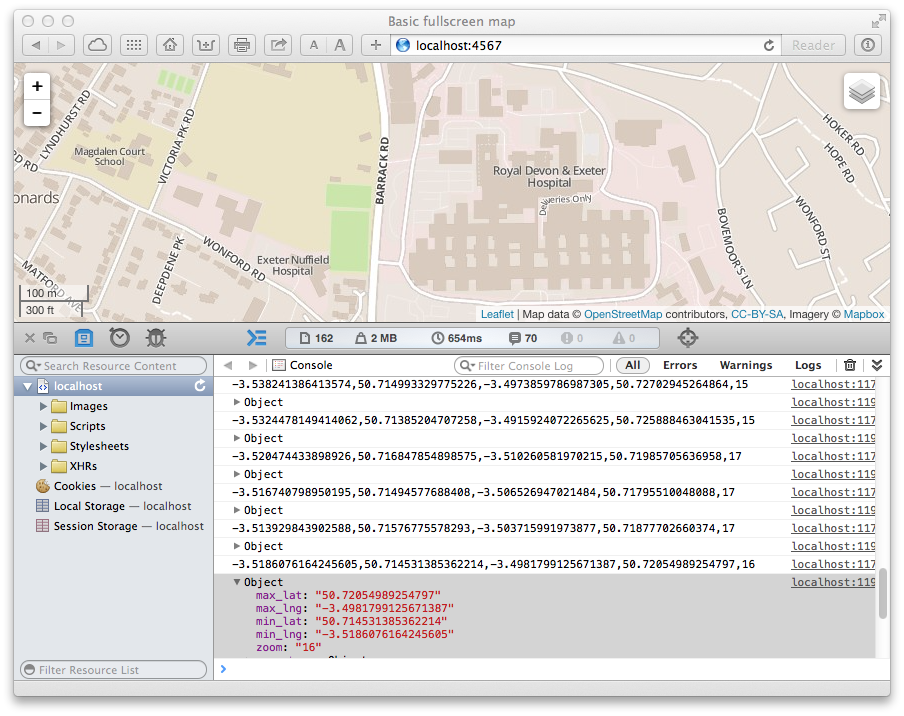 Basic fullscreen map
A A + localhost:4567 Reader
+
−
LYNDHURST RD
Magdalen Court
School
VICTORIA PK RD
BARRACK RD
Royal Devon & Exeter
Hospital
Deliveries Only
HOKER RD
HOPE RD
RD
onards
WONFORD RD
Exeter Nuffield
Hospital
DEEPDENE PK
MATFORD AVE
BOVEMOOR'S LN
WONFORD ST
100 m
300 ft
Leaflet | Map data © OpenStreetMap contributors, CC-BY-SA, Imagery © Mapbox
162 2 MB 654ms 70 0 0
Search Resource Content
Console Filter Console Log All Errors Warnings Logs
localhost
Images
Scripts
Stylesheets
XHRs
Cookies — localhost
Local Storage — localhost
Session Storage — localhost
Filter Resource List
-3.538241386413574,50.714993329775226,-3.4973859786987305,50.72702945264864,15 localhost:117
Object localhost:119
-3.5324478149414062,50.71385204707258,-3.4915924072265625,50.725888463041535,15 localhost:117
Object localhost:119
-3.520474433898926,50.716847854898575,-3.510260581970215,50.71985705636958,17 localhost:117
Object localhost:119
-3.516740798950195,50.71494577688408,-3.506526947021484,50.71795510048088,17 localhost:117
Object localhost:119
-3.513929843902588,50.71576775578293,-3.503715991973877,50.71877702660374,17 localhost:117
Object localhost:119
-3.5186076164245605,50.714531385362214,-3.4981799125671387,50.72054989254797,16 localhost:117
Object localhost:119
max_lat: "50.72054989254797"
max_lng: "-3.4981799125671387"
min_lat: "50.714531385362214"
min_lng: "-3.5186076164245605"
zoom: "16"